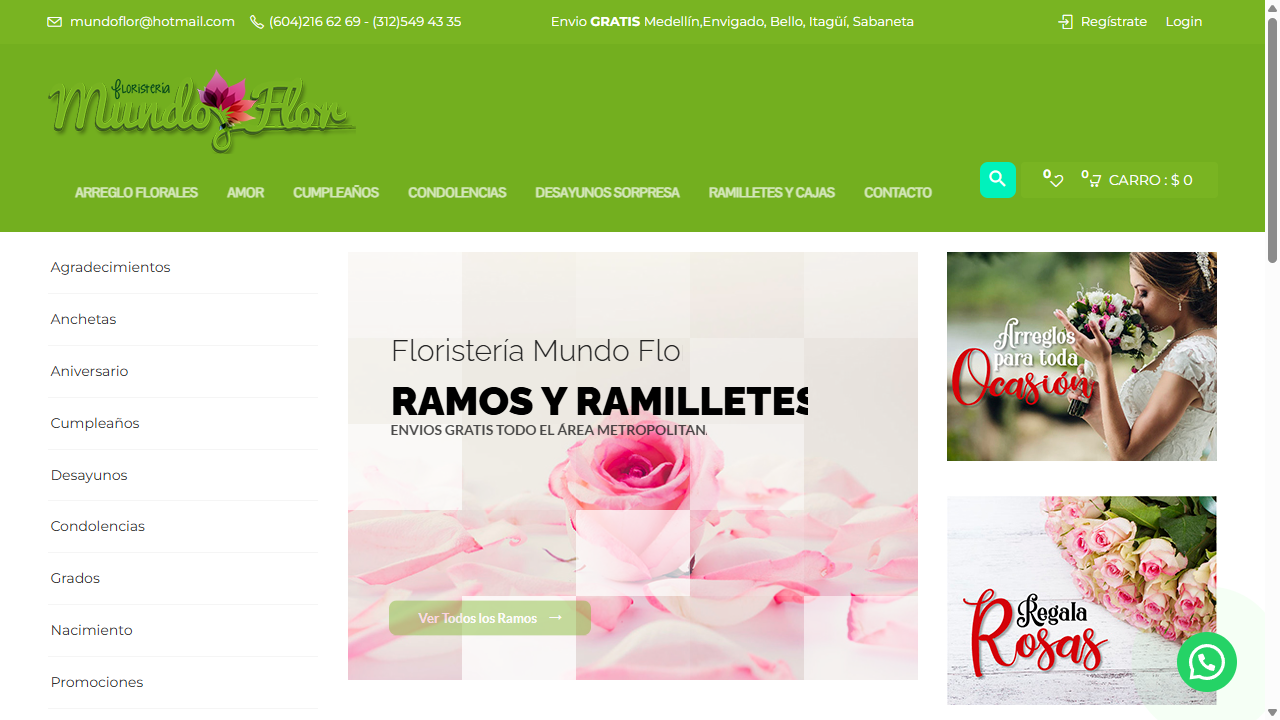 mundoflor@hotmail.com (604)216 62 69 - (312)549 43 35 Envio GRATIS Medellín,Envigado, Bello, Itagüí, Sabaneta Regístrate Login
floristería
Mundo Flor
ARREGLO FLORALES AMOR CUMPLEAÑOS CONDOLENCIAS DESAYUNOS SORPRESA RAMILLETES Y CAJAS CONTACTO
0 0 CARRO : $ 0
Agradecimientos
Anchetas
Aniversario
Cumpleaños
Desayunos
Condolencias
Grados
Nacimiento
Promociones
Floristería Mundo Flo
RAMOS Y RAMILLETES
ENVIOS GRATIS TODO EL ÁREA METROPOLITAN.
Ver Todos los Ramos →
Arreglos
para toda
Ocasión
Regala
Rosas